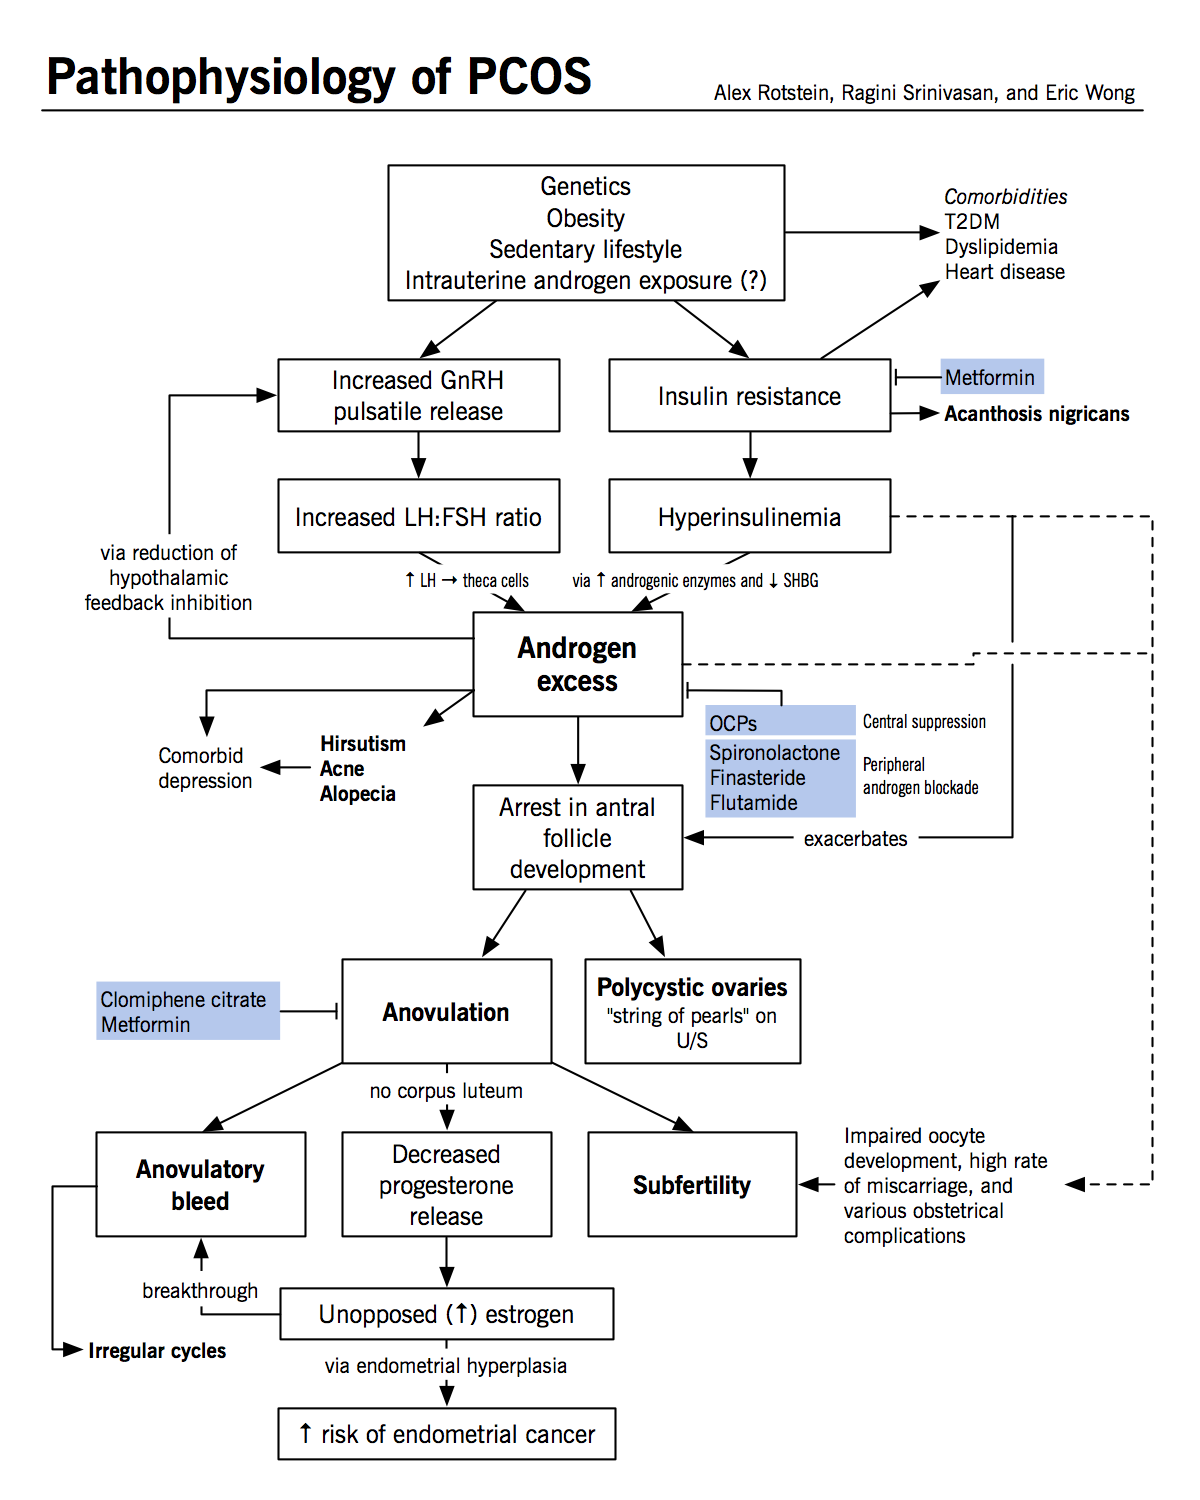 Pathophysiology of PCOS
Alex Rotstein, Ragini Srinivasan, and Eric Wong
Genetics
Obesity
Sedentary lifestyle
Intrauterine androgen exposure (?)
Comorbidities
T2DM
Dyslipidemia
Heart disease
Increased GnRH
pulsatile release
Insulin resistance
Metformin
Acanthosis nigricans
Increased LH:FSH ratio
Hyperinsulinemia
via reduction of
hypothalamic
feedback inhibition
↑ LH → theca cells
via ↑ androgenic enzymes and ↓ SHBG
Androgen
excess
OCPs
Central suppression
Spironolactone
Finasteride
Flutamide
Peripheral
androgen blockade
Comorbid
depression
Hirsutism
Acne
Alopecia
Arrest in antral
follicle
development
exacerbates
Clomiphene citrate
Metformin
Anovulation
Polycystic ovaries
"string of pearls" on
U/S
no corpus luteum
Anovulatory
bleed
Decreased
progesterone
release
Subfertility
Impaired oocyte
development, high rate
of miscarriage, and
various obstetrical
complications
breakthrough
Unopposed (↑) estrogen
Irregular cycles
via endometrial hyperplasia
↑ risk of endometrial cancer